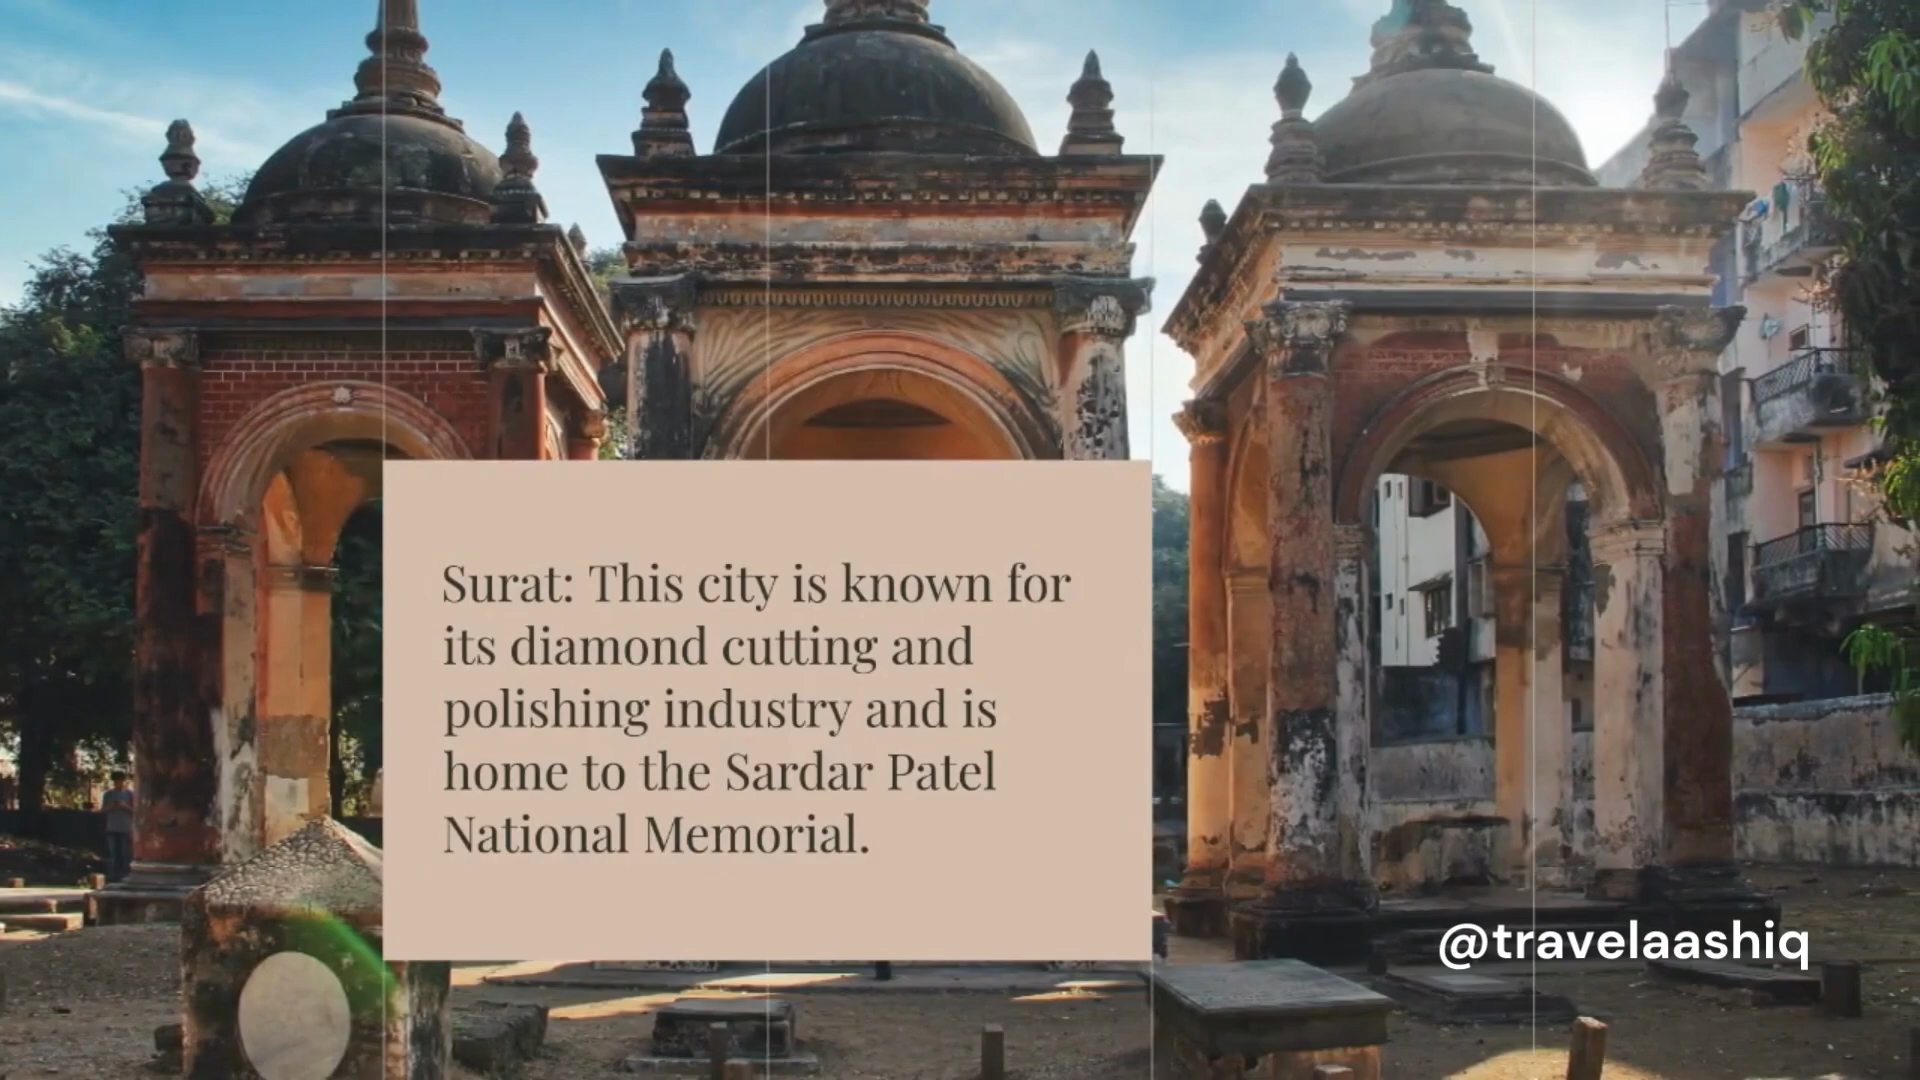 Surat: This city is known for
its diamond cutting and
polishing industry and is
home to the Sardar Patel
National Memorial.
@travelaashiq